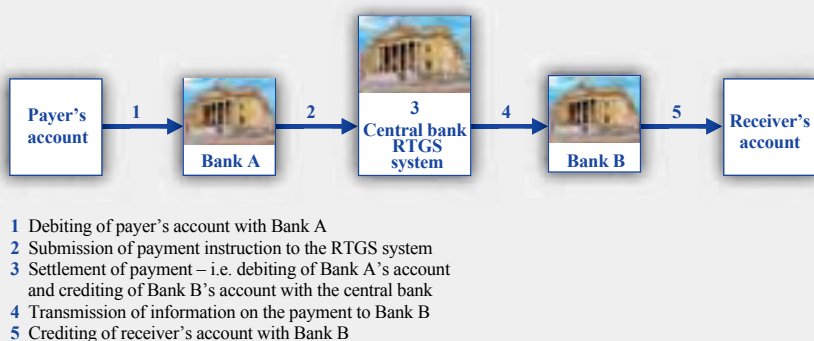 Payer's
account
1
Bank A
2
3
Central bank
RTGS
system
4
Bank B
5
Receiver's
account
1 Debiting of payer's account with Bank A
2 Submission of payment instruction to the RTGS system
3 Settlement of payment – i.e. debiting of Bank A's account
and crediting of Bank B's account with the central bank
4 Transmission of information on the payment to Bank B
5 Crediting of receiver's account with Bank B